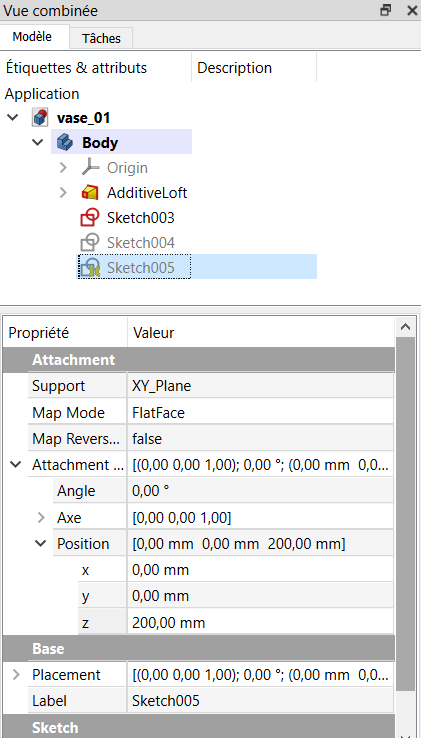 Vue combinée
Modèle Tâches
Étiquettes & attributs Description
Application
vase_01
Body
Origin
AdditiveLoft
Sketch003
Sketch004
Sketch005
Propriété Valeur
Attachment
Support XY_Plane
Map Mode FlatFace
Map Revers... false
Attachment ... [(0,00 0,00 1,00); 0,00 °; (0,00 mm 0,0...
Angle 0,00 °
Axe [0,00 0,00 1,00]
Position [0,00 mm 0,00 mm 200,00 mm]
x 0,00 mm
y 0,00 mm
z 200,00 mm
Base
Placement [(0,00 0,00 1,00); 0,00 °; (0,00 mm 0,0...
Label Sketch005
Sketch